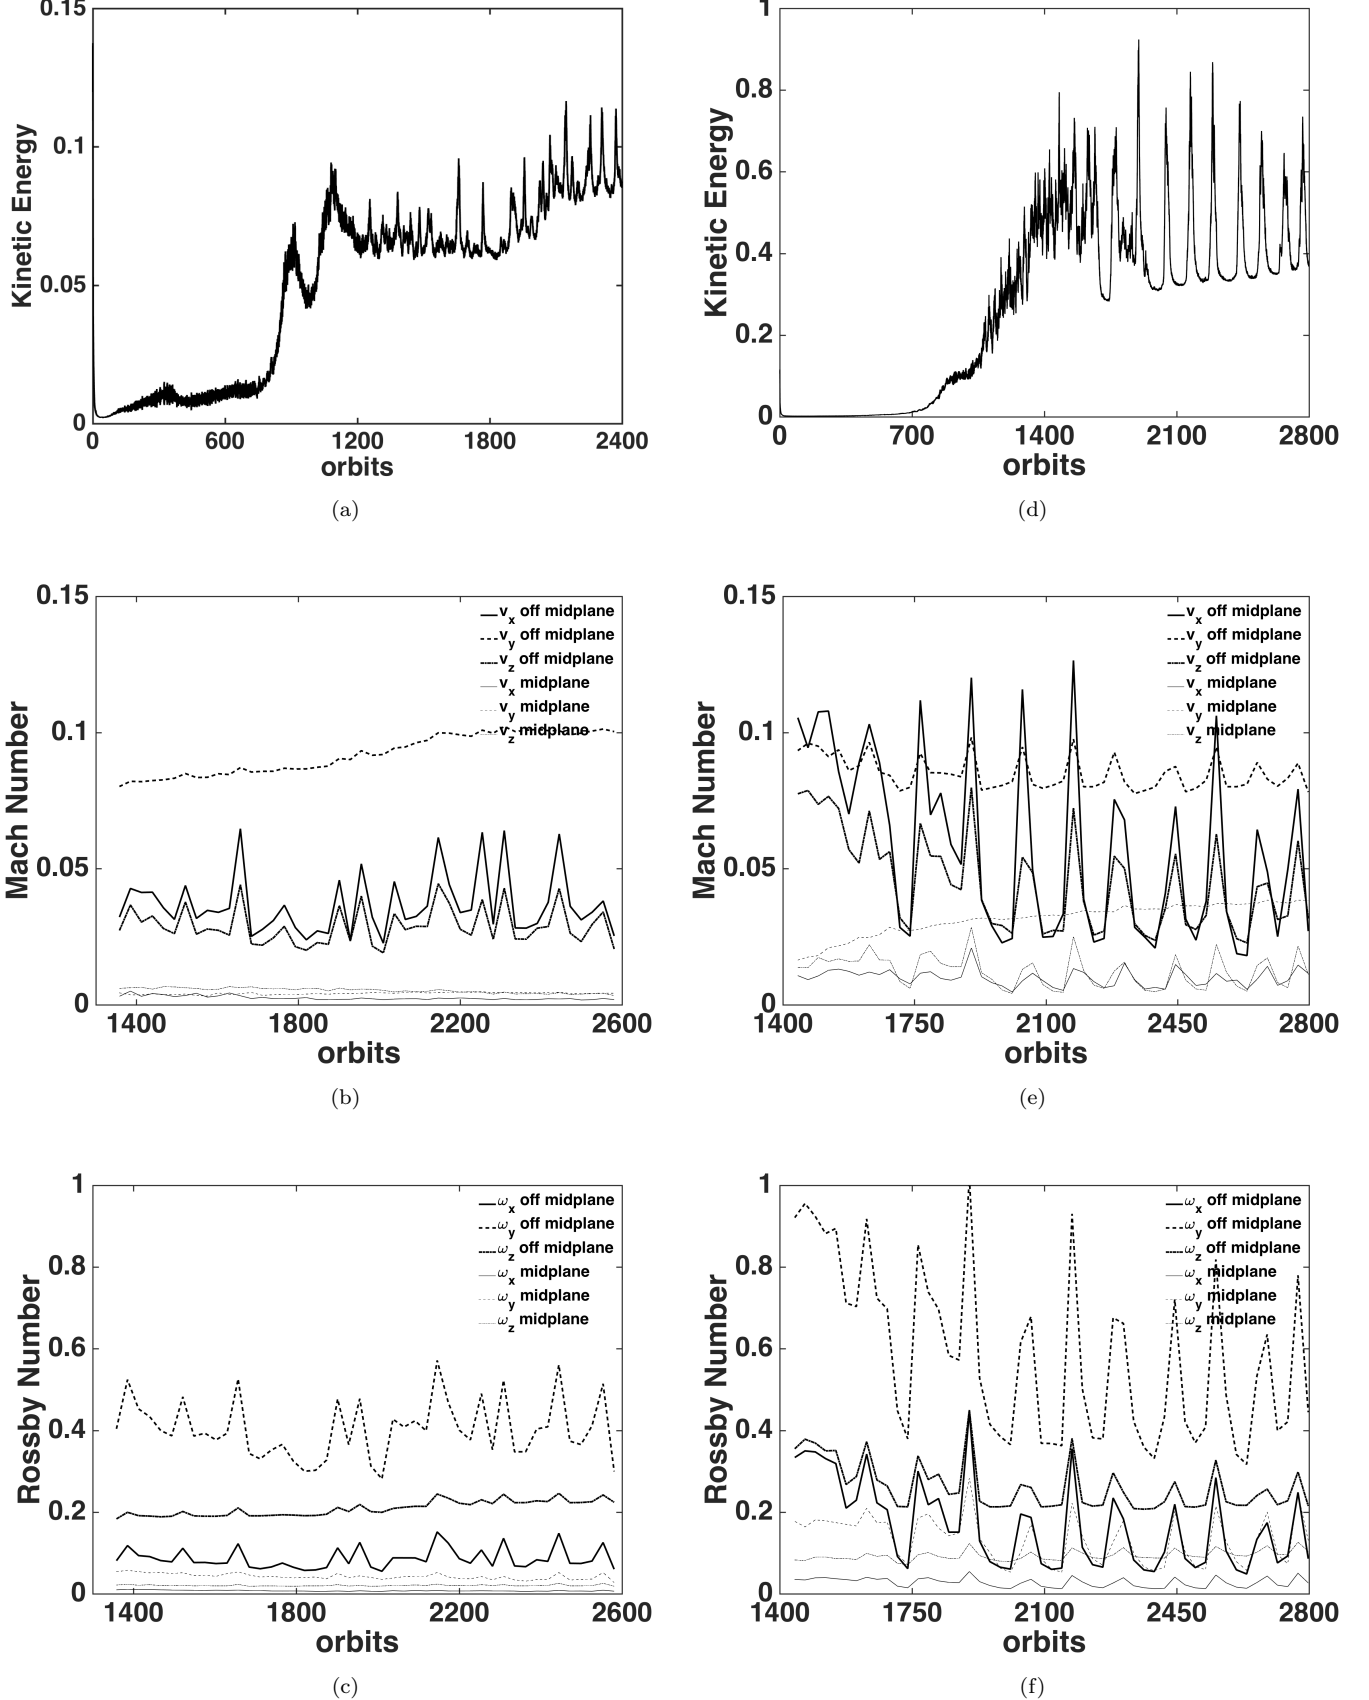 0.15
0.1
0.05
0
0
600
1200
1800
2400
Kinetic Energy
orbits
(a)
1
0.8
0.6
0.4
0.2
0
0
700
1400
2100
2800
Kinetic Energy
orbits
(d)
0.15
0.1
0.05
0
1400
1800
2200
2600
Mach Number
orbits
v_x off midplane
v_y off midplane
v_z off midplane
v_x midplane
v_y midplane
v_z midplane
(b)
0.15
0.1
0.05
0
1400
1750
2100
2450
2800
Mach Number
orbits
v_x off midplane
v_y off midplane
v_z off midplane
v_x midplane
v_y midplane
v_z midplane
(e)
1
0.8
0.6
0.4
0.2
0
1400
1800
2200
2600
Rossby Number
orbits
ω_x off midplane
ω_y off midplane
ω_z off midplane
ω_x midplane
ω_y midplane
ω_z midplane
(c)
1
0.8
0.6
0.4
0.2
0
1400
1750
2100
2450
2800
Rossby Number
orbits
ω_x off midplane
ω_y off midplane
ω_z off midplane
ω_x midplane
ω_y midplane
ω_z midplane
(f)